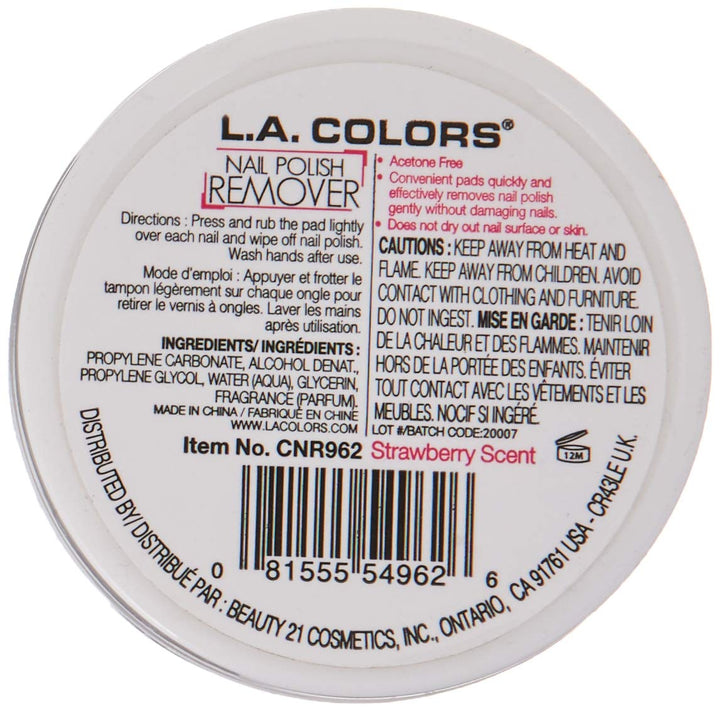 L.A. COLORS®
NAIL POLISH
REMOVER
Directions : Press and rub the pad lightly
over each nail and wipe off nail polish.
Wash hands after use.
Mode d'emploi : Appuyer et frotter le
tampon légèrement sur chaque ongle pour
retirer le vernis à ongles. Laver les mains
après utilisation.
INGREDIENTS/ INGRÉDIENTS :
PROPYLENE CARBONATE, ALCOHOL DENAT.,
PROPYLENE GLYCOL, WATER (AQUA), GLYCERIN,
FRAGRANCE (PARFUM).
MADE IN CHINA / FABRIQUÉ EN CHINE
WWW.LACOLORS.COM
• Acetone Free
• Convenient pads quickly and
effectively removes nail polish
gently without damaging nails.
• Does not dry out nail surface or skin.
CAUTIONS : KEEP AWAY FROM HEAT AND
FLAME. KEEP AWAY FROM CHILDREN. AVOID
CONTACT WITH CLOTHING AND FURNITURE.
DO NOT INGEST. MISE EN GARDE : TENIR LOIN
DE LA CHALEUR ET DES FLAMMES. MAINTENIR
HORS DE LA PORTÉE DES ENFANTS. ÉVITER
TOUT CONTACT AVEC LES VÊTEMENTS ET LES
MEUBLES. NOCIF SI INGÉRÉ.
LOT #/BATCH CODE: 20007
Item No. CNR962 Strawberry Scent
12M
0 81555 54962 6
DISTRIBUTED BY/ DISTRIBUÉ PAR : BEAUTY 21 COSMETICS, INC., ONTARIO, CA 91761 USA - CR43LE U.K.